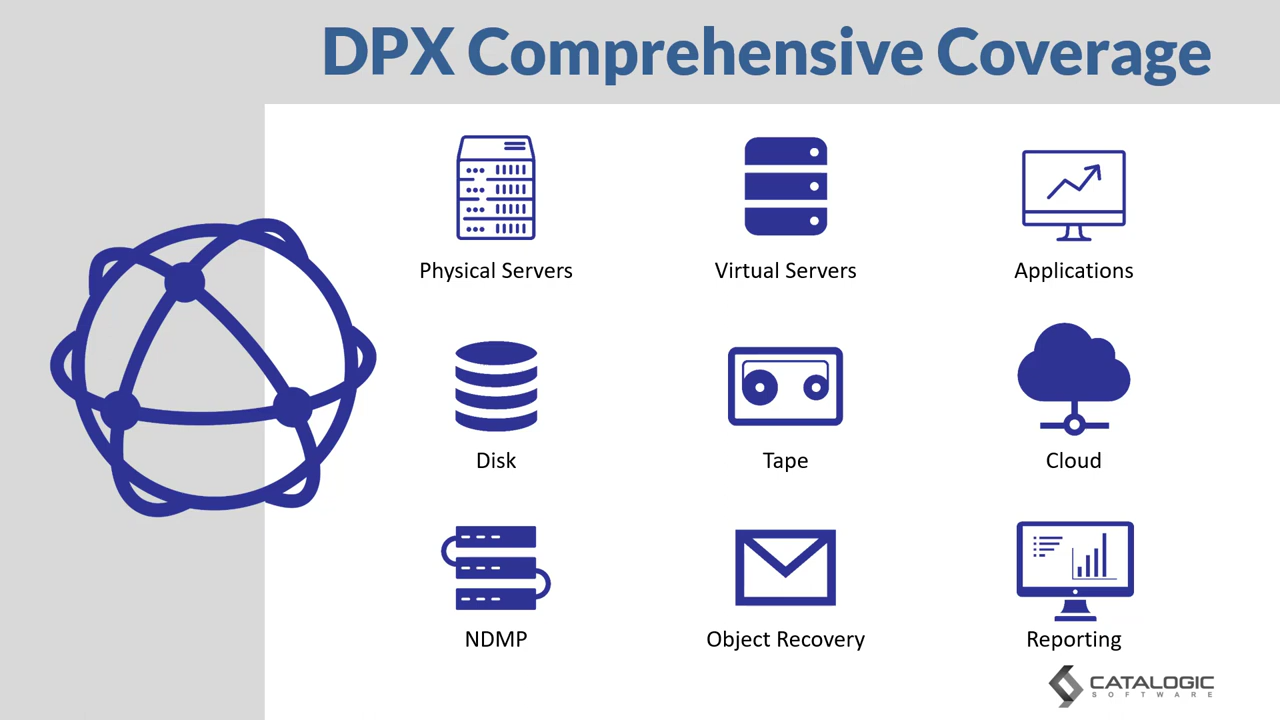 DPX Comprehensive Coverage
Physical Servers
Virtual Servers
Applications
Disk
Tape
Cloud
NDMP
Object Recovery
Reporting
CATALOGIC
SOFTWARE